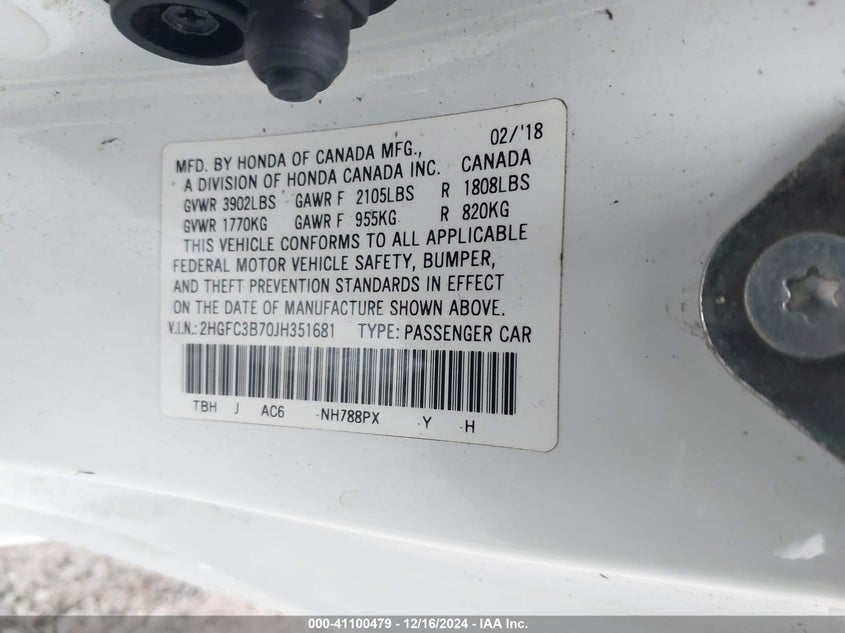 02/'18
MFD. BY HONDA OF CANADA MFG.,
A DIVISION OF HONDA CANADA INC. CANADA
GVWR 3902LBS GAWR F 2105LBS R 1808LBS
GVWR 1770KG GAWR F 955KG R 820KG
THIS VEHICLE CONFORMS TO ALL APPLICABLE
FEDERAL MOTOR VEHICLE SAFETY, BUMPER,
AND THEFT PREVENTION STANDARDS IN EFFECT
ON THE DATE OF MANUFACTURE SHOWN ABOVE.
V.I.N.:2HGFC3B70JH351681 TYPE: PASSENGER CAR
TBH J AC6 -NH788PX -Y -H
000-41100479 - 12/16/2024 - IAA Inc.